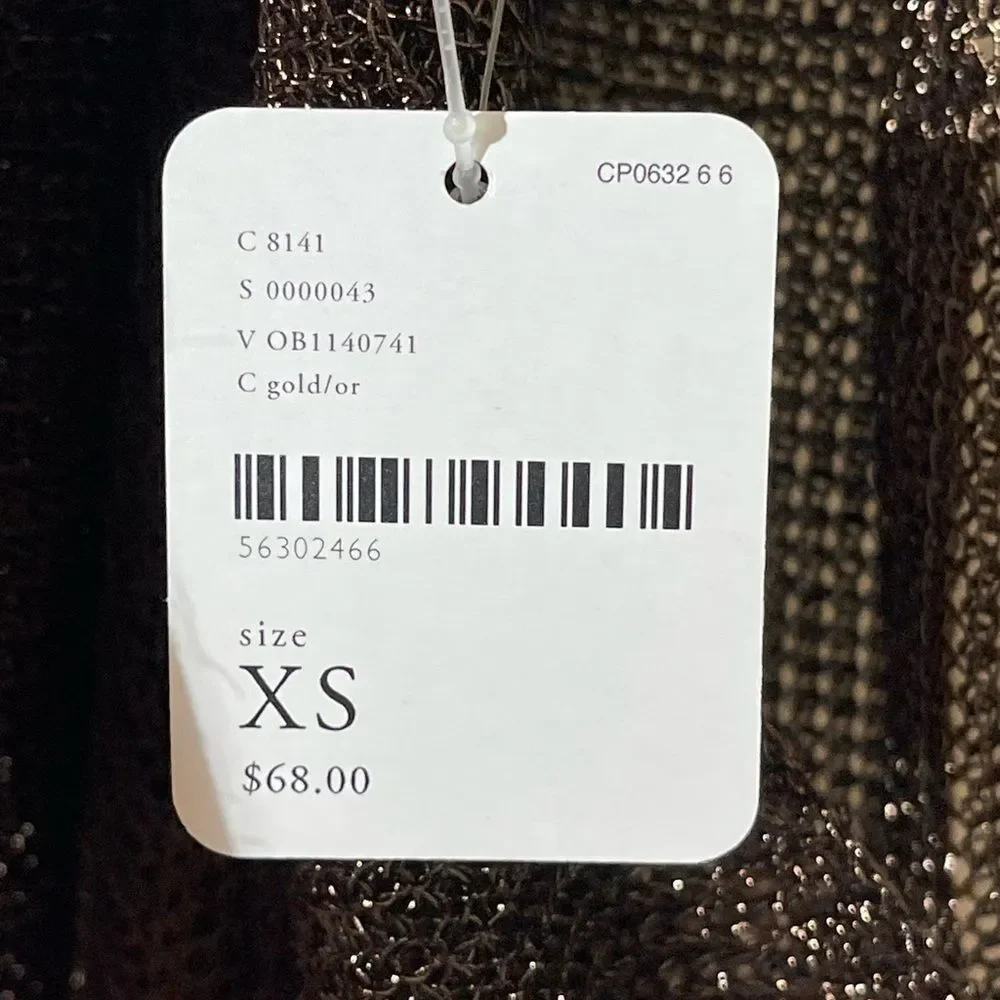 CP0632 6 6
C 8141
S 0000043
V OB1140741
C gold/or
56302466
size
XS
$68.00